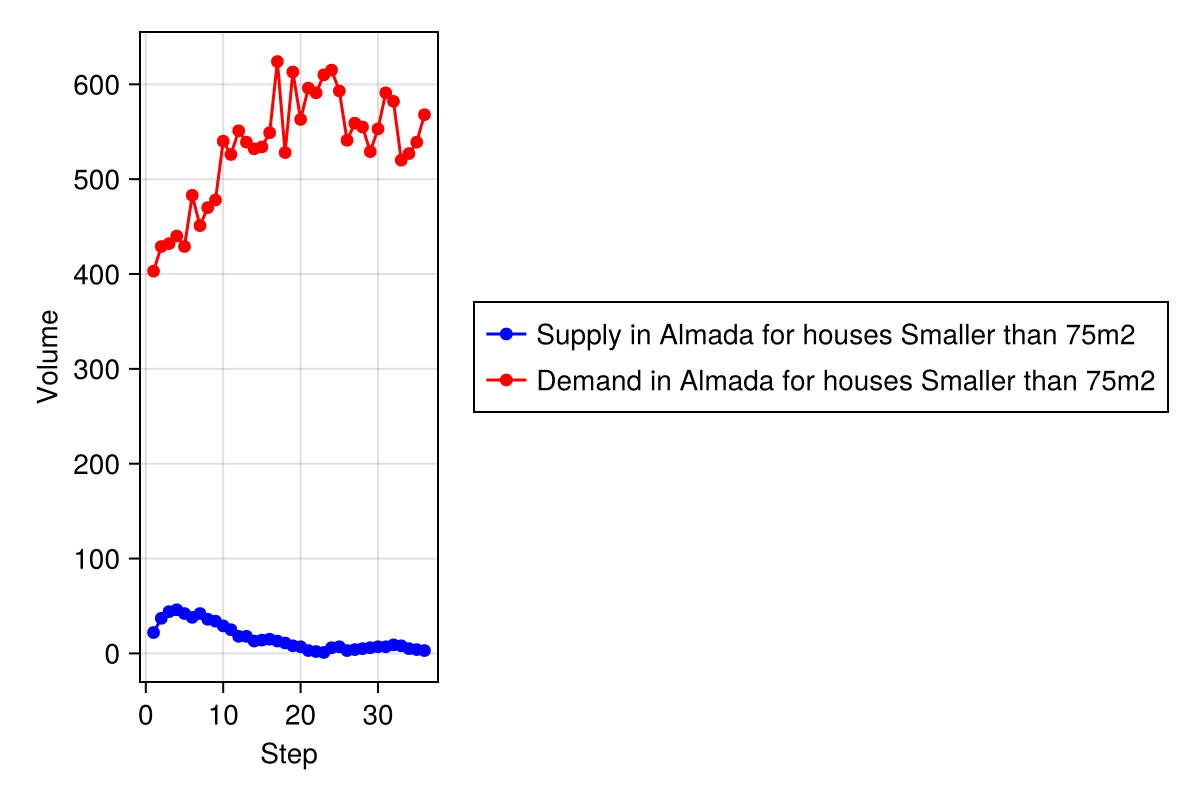 600
500
400
300
200
100
0
Volume
0 10 20 30
Step
Supply in Almada for houses Smaller than 75m2
Demand in Almada for houses Smaller than 75m2